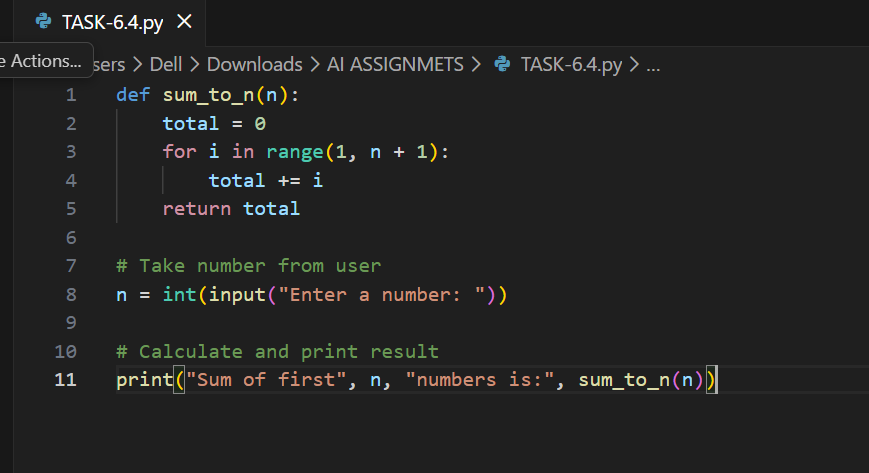 TASK-6.4.py ×
e Actions...
sers > Dell > Downloads > AI ASSIGNMETS > TASK-6.4.py > ...
1 def sum_to_n(n):
2     total = 0
3     for i in range(1, n + 1):
4         total += i
5     return total
6
7 # Take number from user
8 n = int(input("Enter a number: "))
9
10 # Calculate and print result
11 print("Sum of first", n, "numbers is:", sum_to_n(n))